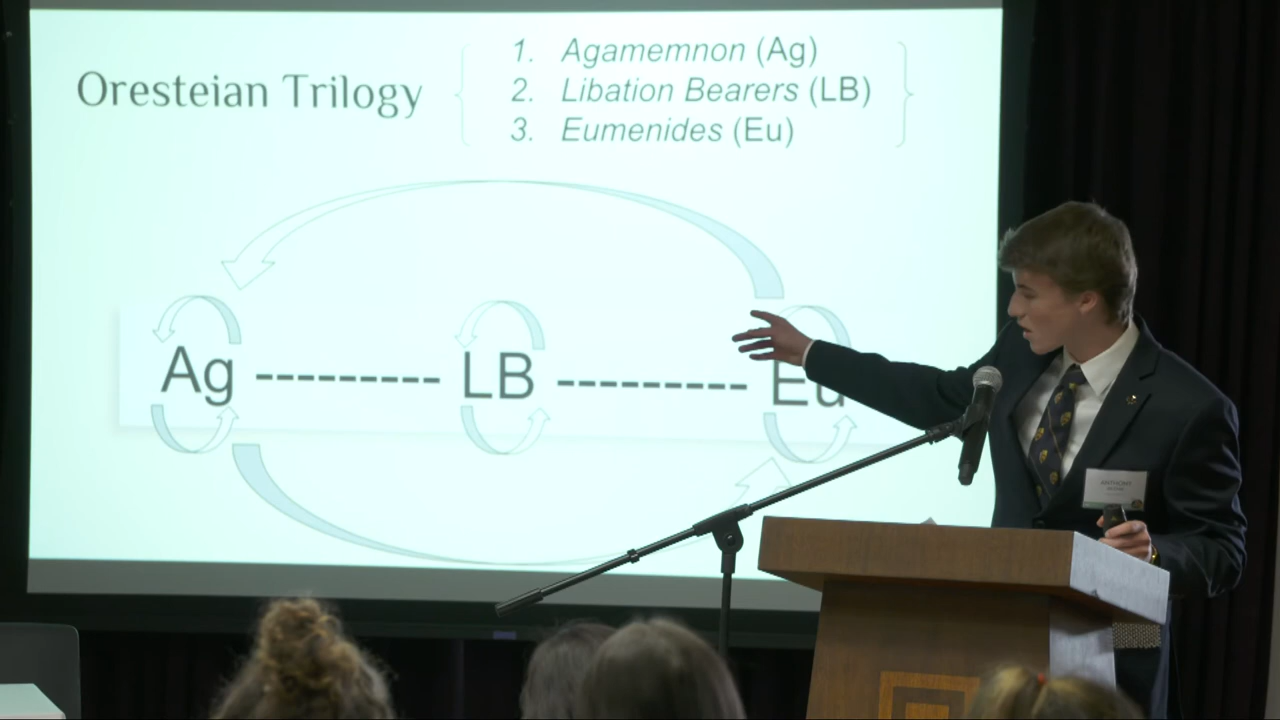 Oresteian Trilogy
1. Agamemnon (Ag)
2. Libation Bearers (LB)
3. Eumenides (Eu)
Ag --------- LB --------- Eu
ANTHONY